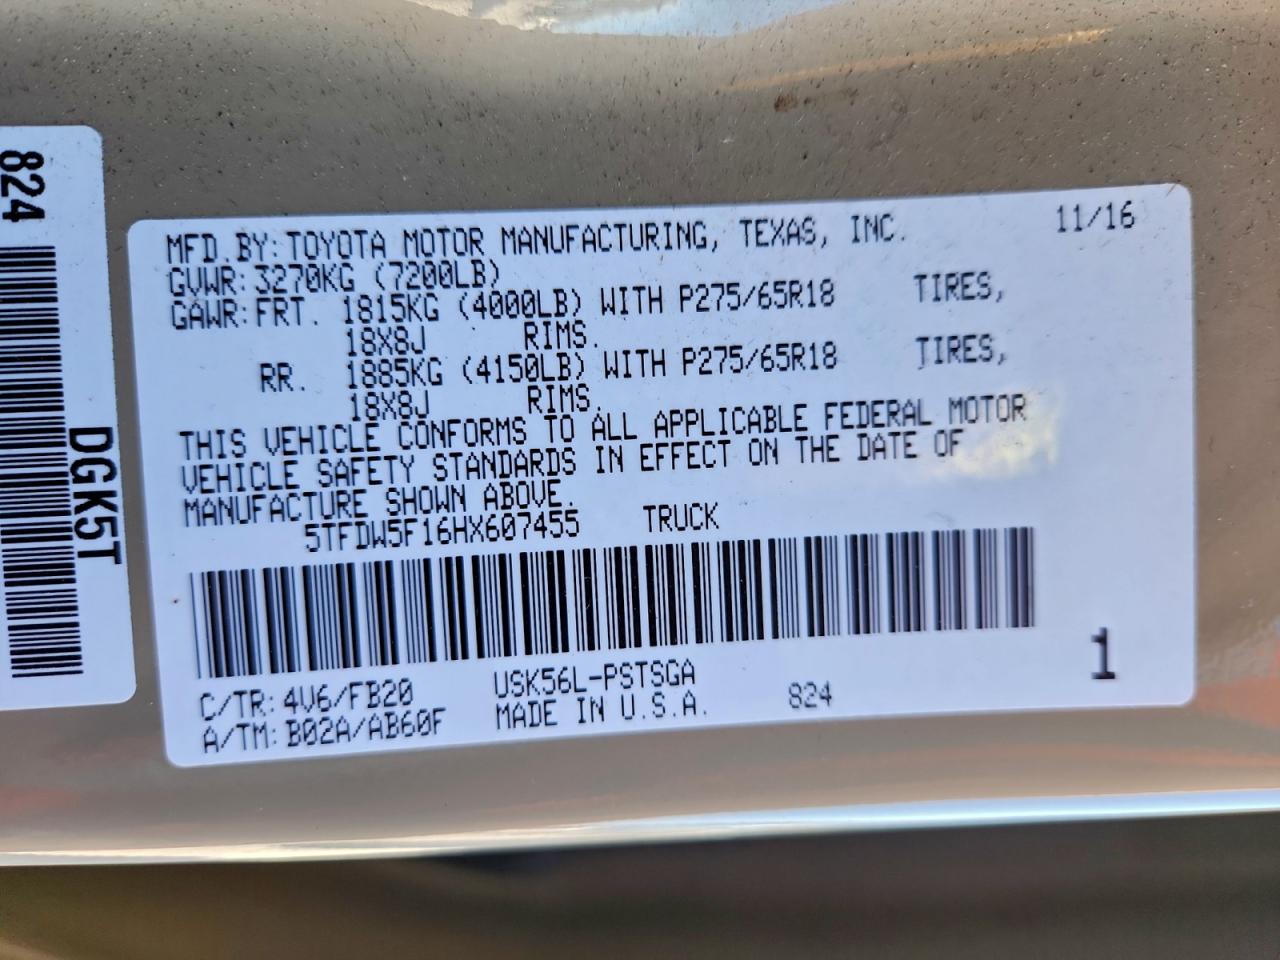 824
DGK5T
MFD.BY: TOYOTA MOTOR MANUFACTURING, TEXAS, INC. 11/16
GVWR: 3270KG (7200LB)
GAWR: FRT. 1815KG (4000LB) WITH P275/65R18 TIRES,
18X8J RIMS.
RR. 1885KG (4150LB) WITH P275/65R18 TIRES,
18X8J RIMS.
THIS VEHICLE CONFORMS TO ALL APPLICABLE FEDERAL MOTOR
VEHICLE SAFETY STANDARDS IN EFFECT ON THE DATE OF
MANUFACTURE SHOWN ABOVE.
5TFDW5F16HX607455 TRUCK
C/TR: 4V6/FB20 USK56L-PSTSGA
A/TM: B02A/AB60F MADE IN U.S.A. 824
1